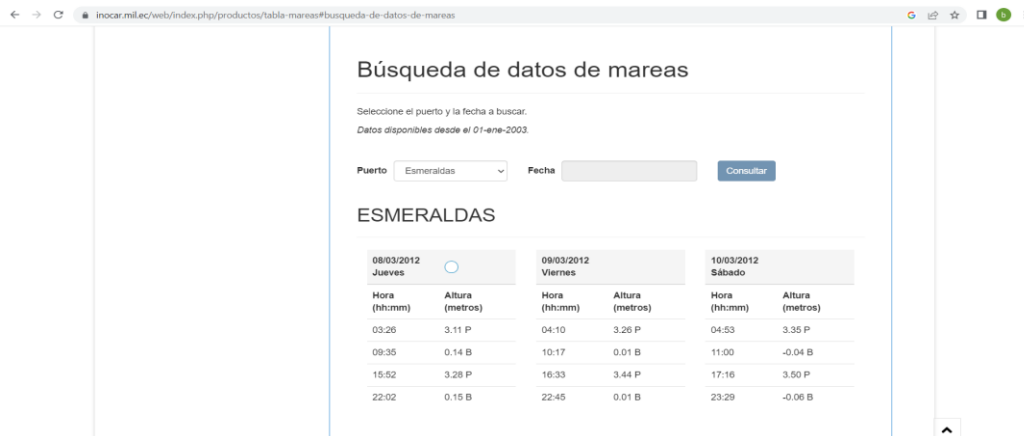 inocar.mil.ec/web/index.php/productos/tabla-mareas#busqueda-de-datos-de-mareas
G
b
Búsqueda de datos de mareas
Seleccione el puerto y la fecha a buscar.
Datos disponibles desde el 01-ene-2003.
Puerto Esmeraldas Fecha Consultar
ESMERALDAS
08/03/2012 09/03/2012 10/03/2012
Jueves Viernes Sábado
Hora Altura Hora Altura Hora Altura
(hh:mm) (metros) (hh:mm) (metros) (hh:mm) (metros)
03:26 3.11 P 04:10 3.26 P 04:53 3.35 P
09:35 0.14 B 10:17 0.01 B 11:00 -0.04 B
15:52 3.28 P 16:33 3.44 P 17:16 3.50 P
22:02 0.15 B 22:45 0.01 B 23:29 -0.06 B